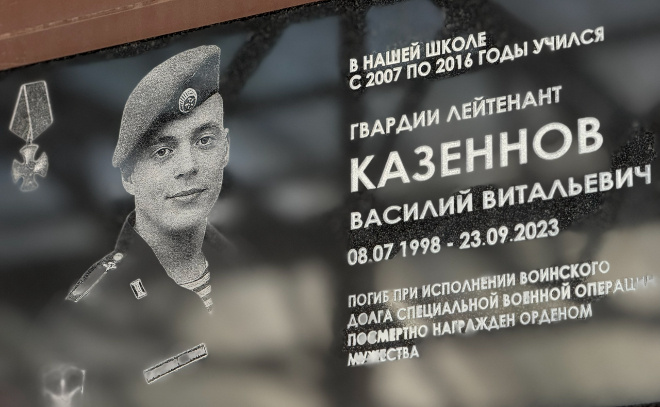 В НАШЕЙ ШКОЛЕ
С 2007 ПО 2016 ГОДЫ УЧИЛСЯ
ГВАРДИИ ЛЕЙТЕНАНТ
КАЗЕННОВ
ВАСИЛИЙ ВИТАЛЬЕВИЧ
08.07 1998 - 23.09.2023
ПОГИБ ПРИ ИСПОЛНЕНИИ ВОИНСКОГО
ДОЛГА СПЕЦИАЛЬНОЙ ВОЕННОЙ ОПЕРАЦИИ
ПОСМЕРТНО НАГРАЖДЕН ОРДЕНОМ
МУЖЕСТВА